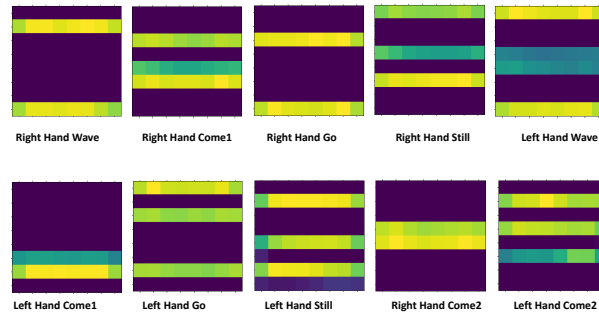 Right Hand Wave
Right Hand Come1
Right Hand Go
Right Hand Still
Left Hand Wave
Left Hand Come1
Left Hand Go
Left Hand Still
Right Hand Come2
Left Hand Come2